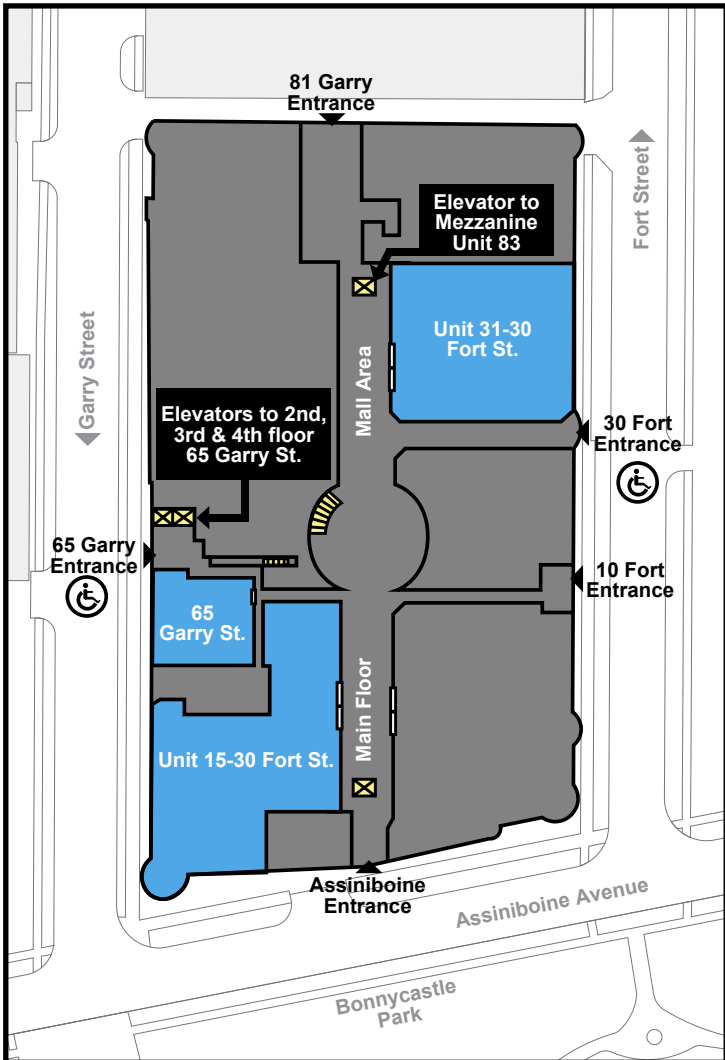 81 Garry
Entrance
Fort Street
Elevator to
Mezzanine
Unit 83
Unit 31-30
Fort St.
Mall Area
Garry Street
Elevators to 2nd,
3rd & 4th floor
65 Garry St.
30 Fort
Entrance
65 Garry
Entrance
10 Fort
Entrance
65
Garry St.
Main Floor
Unit 15-30 Fort St.
Assiniboine
Entrance
Assiniboine Avenue
Bonnycastle
Park